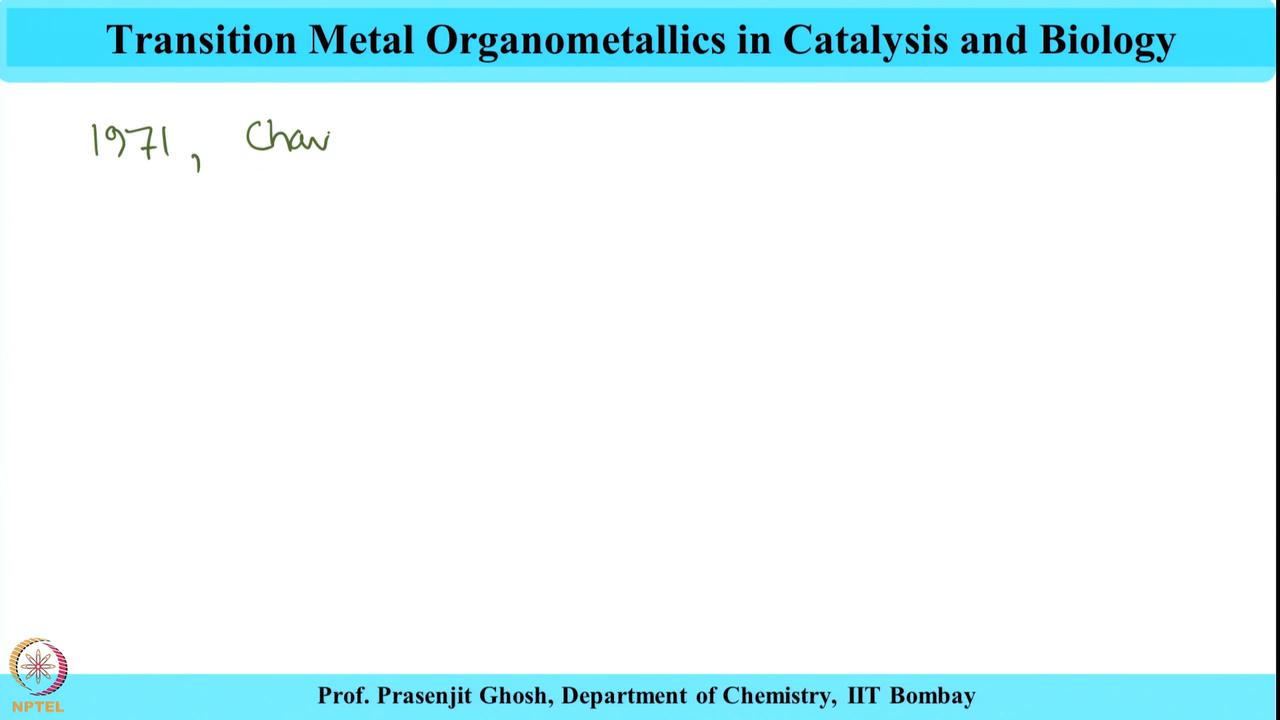 Transition Metal Organometallics in Catalysis and Biology
1971, Chav
Prof. Prasenjit Ghosh, Department of Chemistry, IIT Bombay
NPTEL